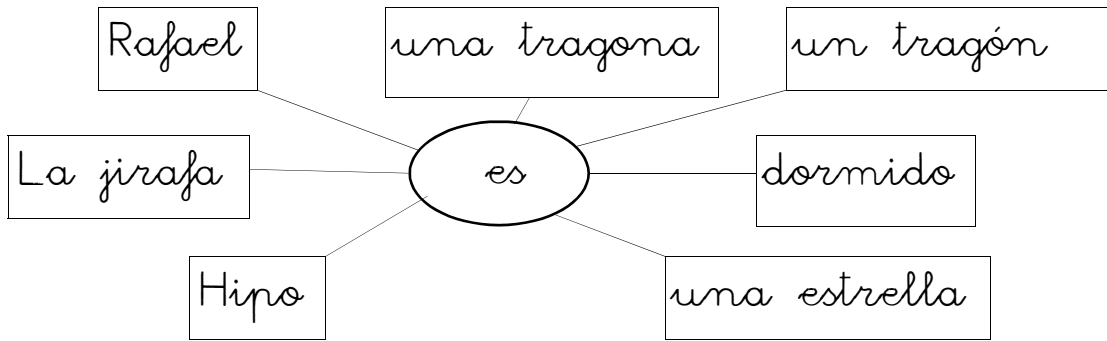 Rafael
una tragona
un tragón
La jirafa
es
dormido
Hipo
una estrella